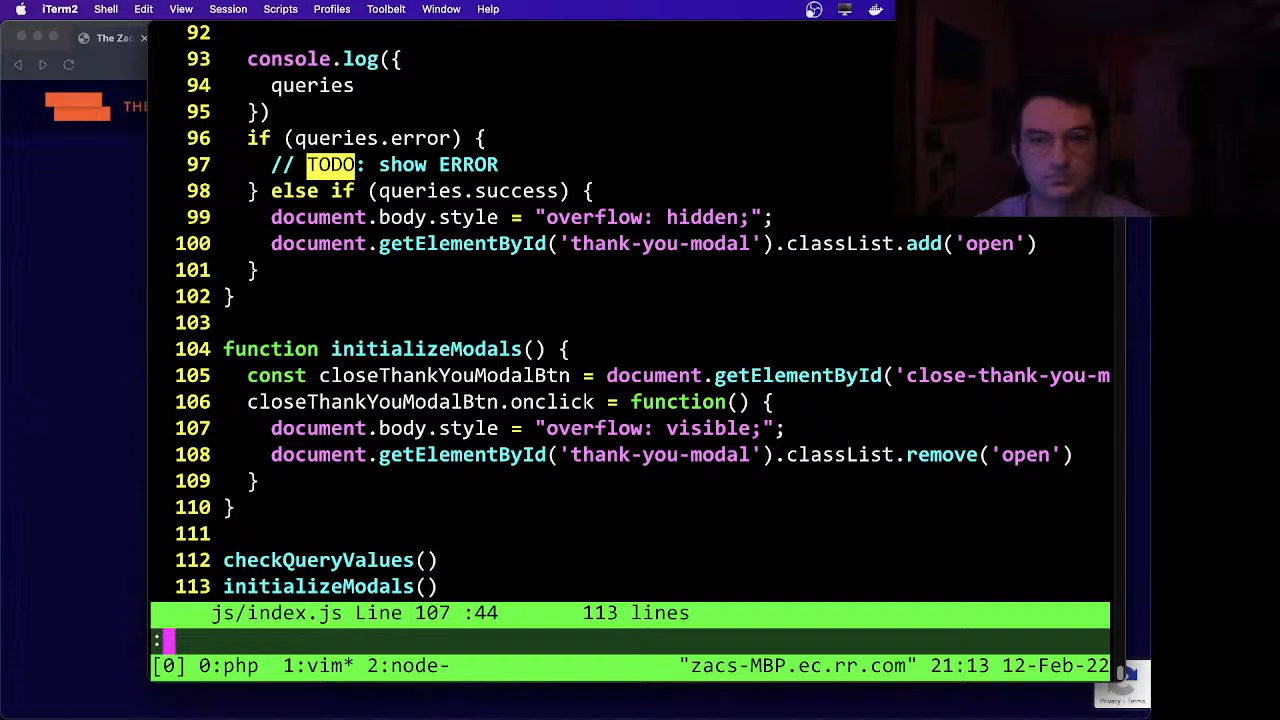 iTerm2 Shell Edit View Session Scripts Profiles Toolbelt Window Help
The Zac
THE
92
93 console.log({
94 queries
95 })
96 if (queries.error) {
97 // TODO: show ERROR
98 } else if (queries.success) {
99 document.body.style = "overflow: hidden;";
100 document.getElementById('thank-you-modal').classList.add('open')
101 }
102 }
103
104 function initializeModals() {
105 const closeThankYouModalBtn = document.getElementById('close-thank-you-m
106 closeThankYouModalBtn.onclick = function() {
107 document.body.style = "overflow: visible;";
108 document.getElementById('thank-you-modal').classList.remove('open')
109 }
110 }
111
112 checkQueryValues()
113 initializeModals()
js/index.js Line 107 :44 113 lines
:
[0] 0:php 1:vim* 2:node- "zacs-MBP.ec.rr.com" 21:13 12-Feb-22
Privacy - Terms